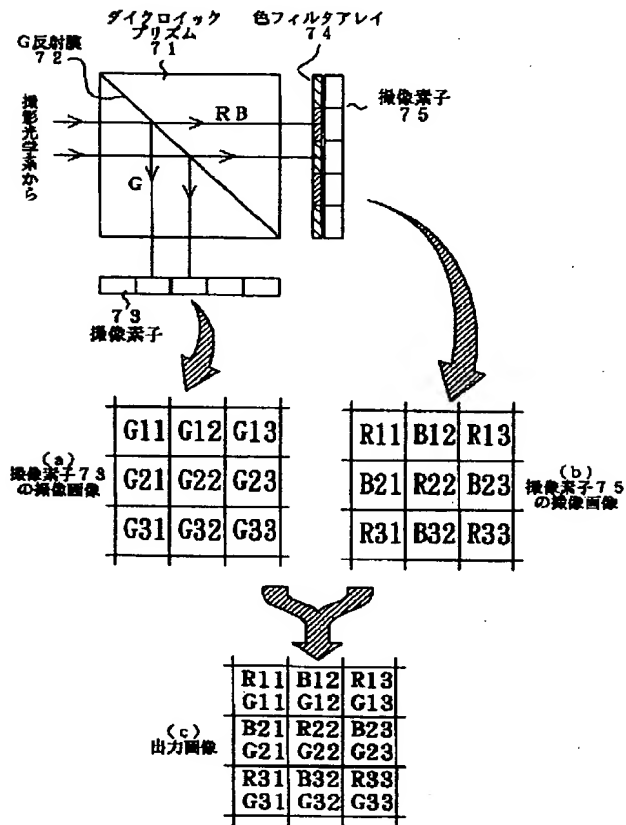 ダイクロイック
プリズム
71
G反射膜
72
色フィルタアレイ
74
撮像素子
75
撮影光学系から
RB
G
73
撮像素子
(a)
撮像素子73
の撮像画像
G11 G12 G13
G21 G22 G23
G31 G32 G33
R11 B12 R13
B21 R22 B23
R31 B32 R33
(b)
撮像素子75
の撮像画像
(c)
出力画像
R11 B12 R13
G11 G12 G13
B21 R22 B23
G21 G22 G23
R31 B32 R33
G31 G32 G33